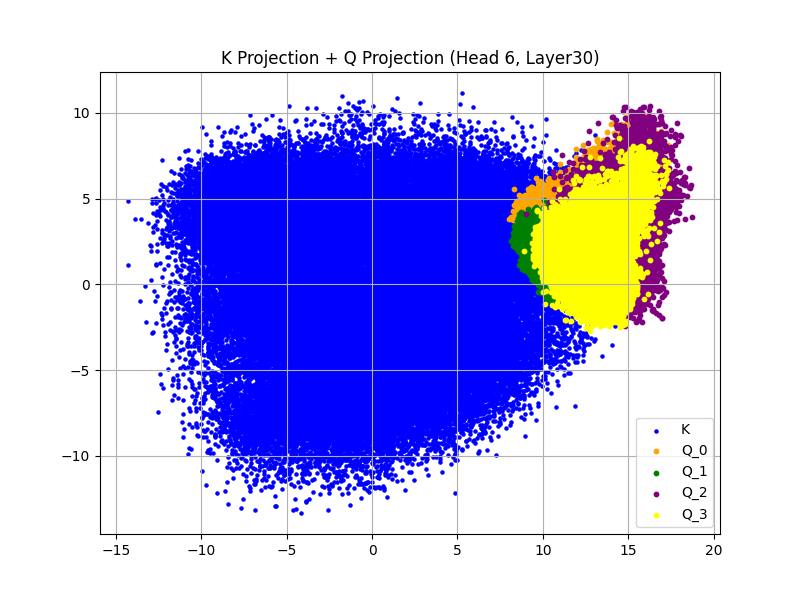 K Projection + Q Projection (Head 6, Layer30)
10
5
0
−5
−10
−15
−10
−5
0
5
10
15
20
K
Q_0
Q_1
Q_2
Q_3